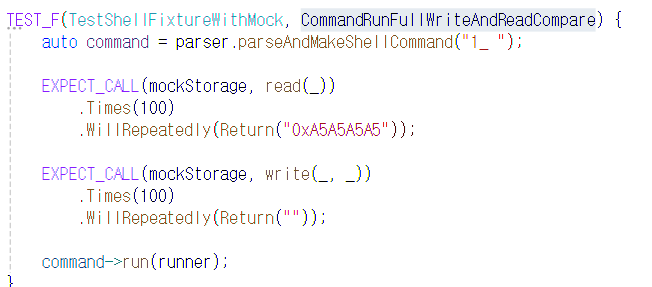 TEST_F(TestShellFixtureWithMock, CommandRunFullWriteAndReadCompare) {
    auto command = parser.parseAndMakeShellCommand("1_ ");
    EXPECT_CALL(mockStorage, read(_))
        .Times(100)
        .WillRepeatedly(Return("0xA5A5A5A5"));
    EXPECT_CALL(mockStorage, write(_, _))
        .Times(100)
        .WillRepeatedly(Return(""));
    command->run(runner);
}